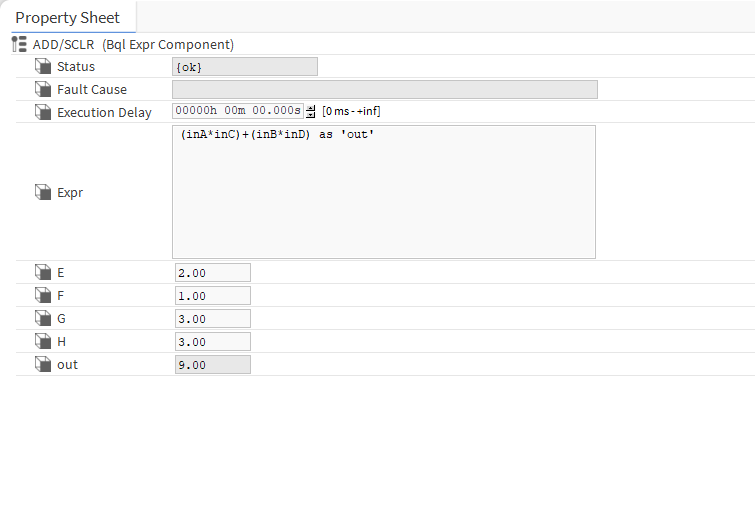 Property Sheet
ADD/SCLR (Bql Expr Component)
Status {ok}
Fault Cause
Execution Delay 00000h 00m 00.000s [0 ms - +inf]
Expr (inA*inC)+(inB*inD) as 'out'
E 2.00
F 1.00
G 3.00
H 3.00
out 9.00